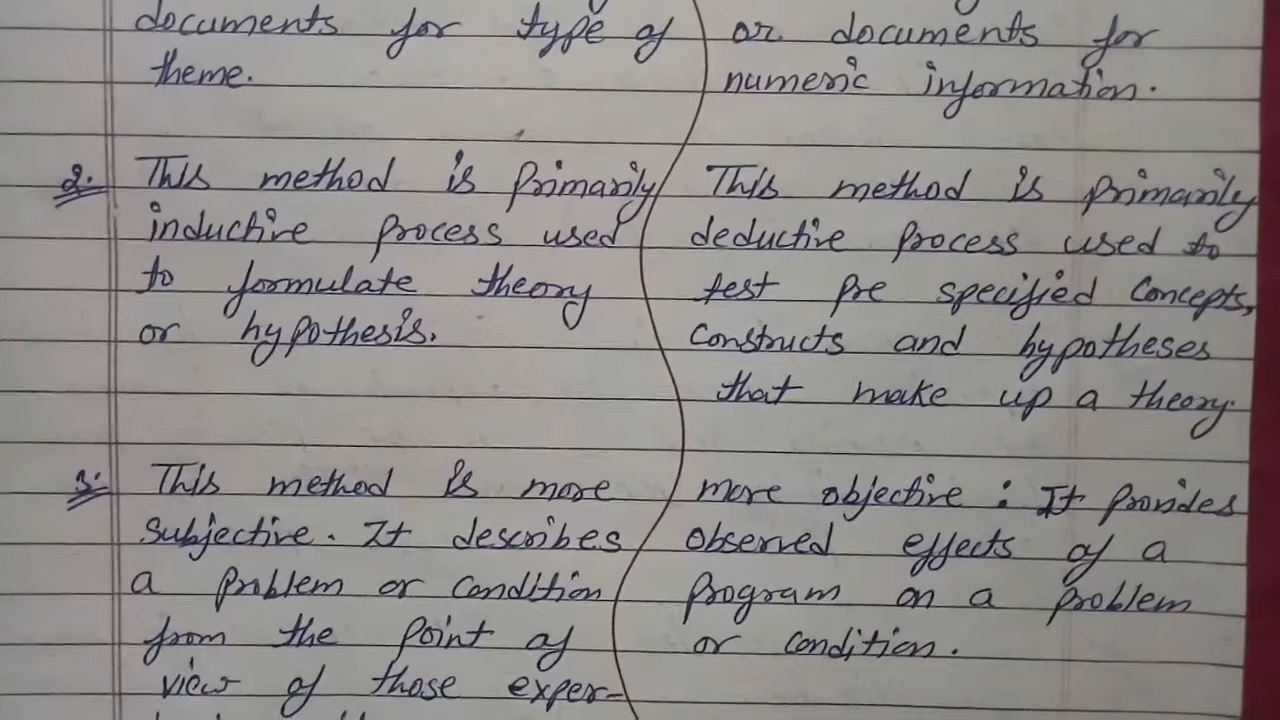 documents for type of
theme.
2. This method is primarily
inductive process used
to formulate theory
or hypothesis.
3. This method is more
subjective. It describes
a problem or condition
from the point of
view of those exper-
or documents for
numeric information.
This method is primarily
deductive process used to
test pre specified concepts,
constructs and hypotheses
that make up a theory.
more objective : It provides
observed effects of a
program on a problem
or condition.